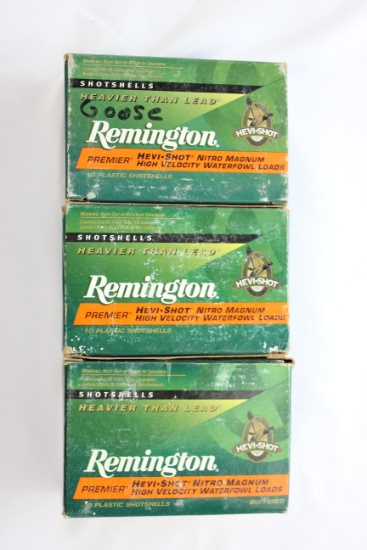 SHOTSHELLS
HEAVIER THAN LEAD
Goose
Remington
HEVI-SHOT
PREMIER HEVI-SHOT NITRO MAGNUM
HIGH VELOCITY WATERFOWL LOADS
10 PLASTIC SHOTSHELLS
SHOTSHELLS
HEAVIER THAN LEAD
Remington
HEVI-SHOT
PREMIER HEVI-SHOT NITRO MAGNUM
HIGH VELOCITY WATERFOWL LOADS
10 PLASTIC SHOTSHELLS
SHOTSHELLS
HEAVIER THAN LEAD
Remington
HEVI-SHOT
PREMIER HEVI-SHOT NITRO MAGNUM
HIGH VELOCITY WATERFOWL LOADS
10 PLASTIC SHOTSHELLS
BUFFERED